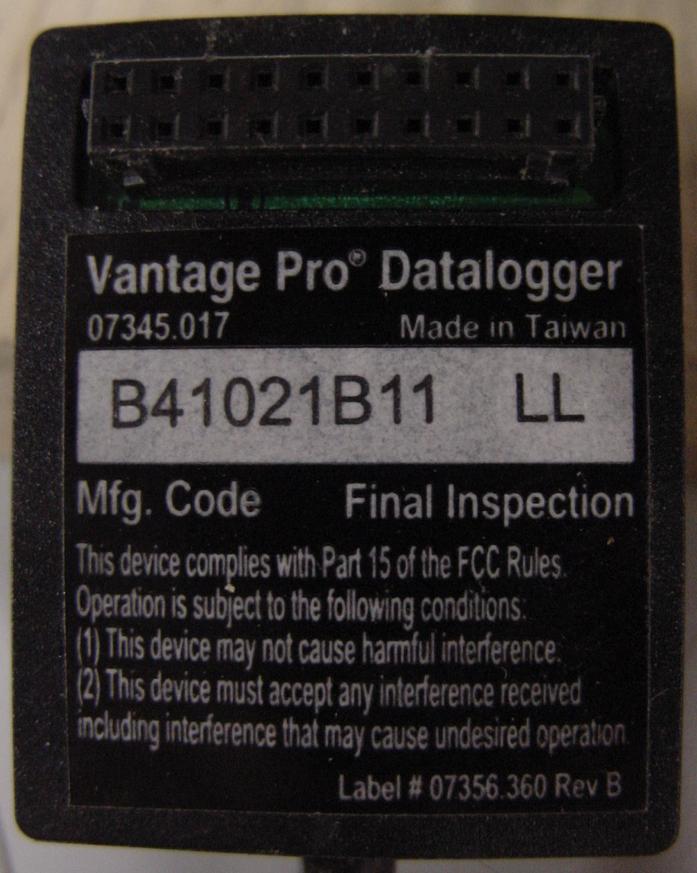 Vantage Pro® Datalogger
07345.017 Made in Taiwan
B41021B11 LL
Mfg. Code Final Inspection
This device complies with Part 15 of the FCC Rules.
Operation is subject to the following conditions:
(1) This device may not cause harmful interference.
(2) This device must accept any interference received
including interference that may cause undesired operation.
Label # 07356.360 Rev B